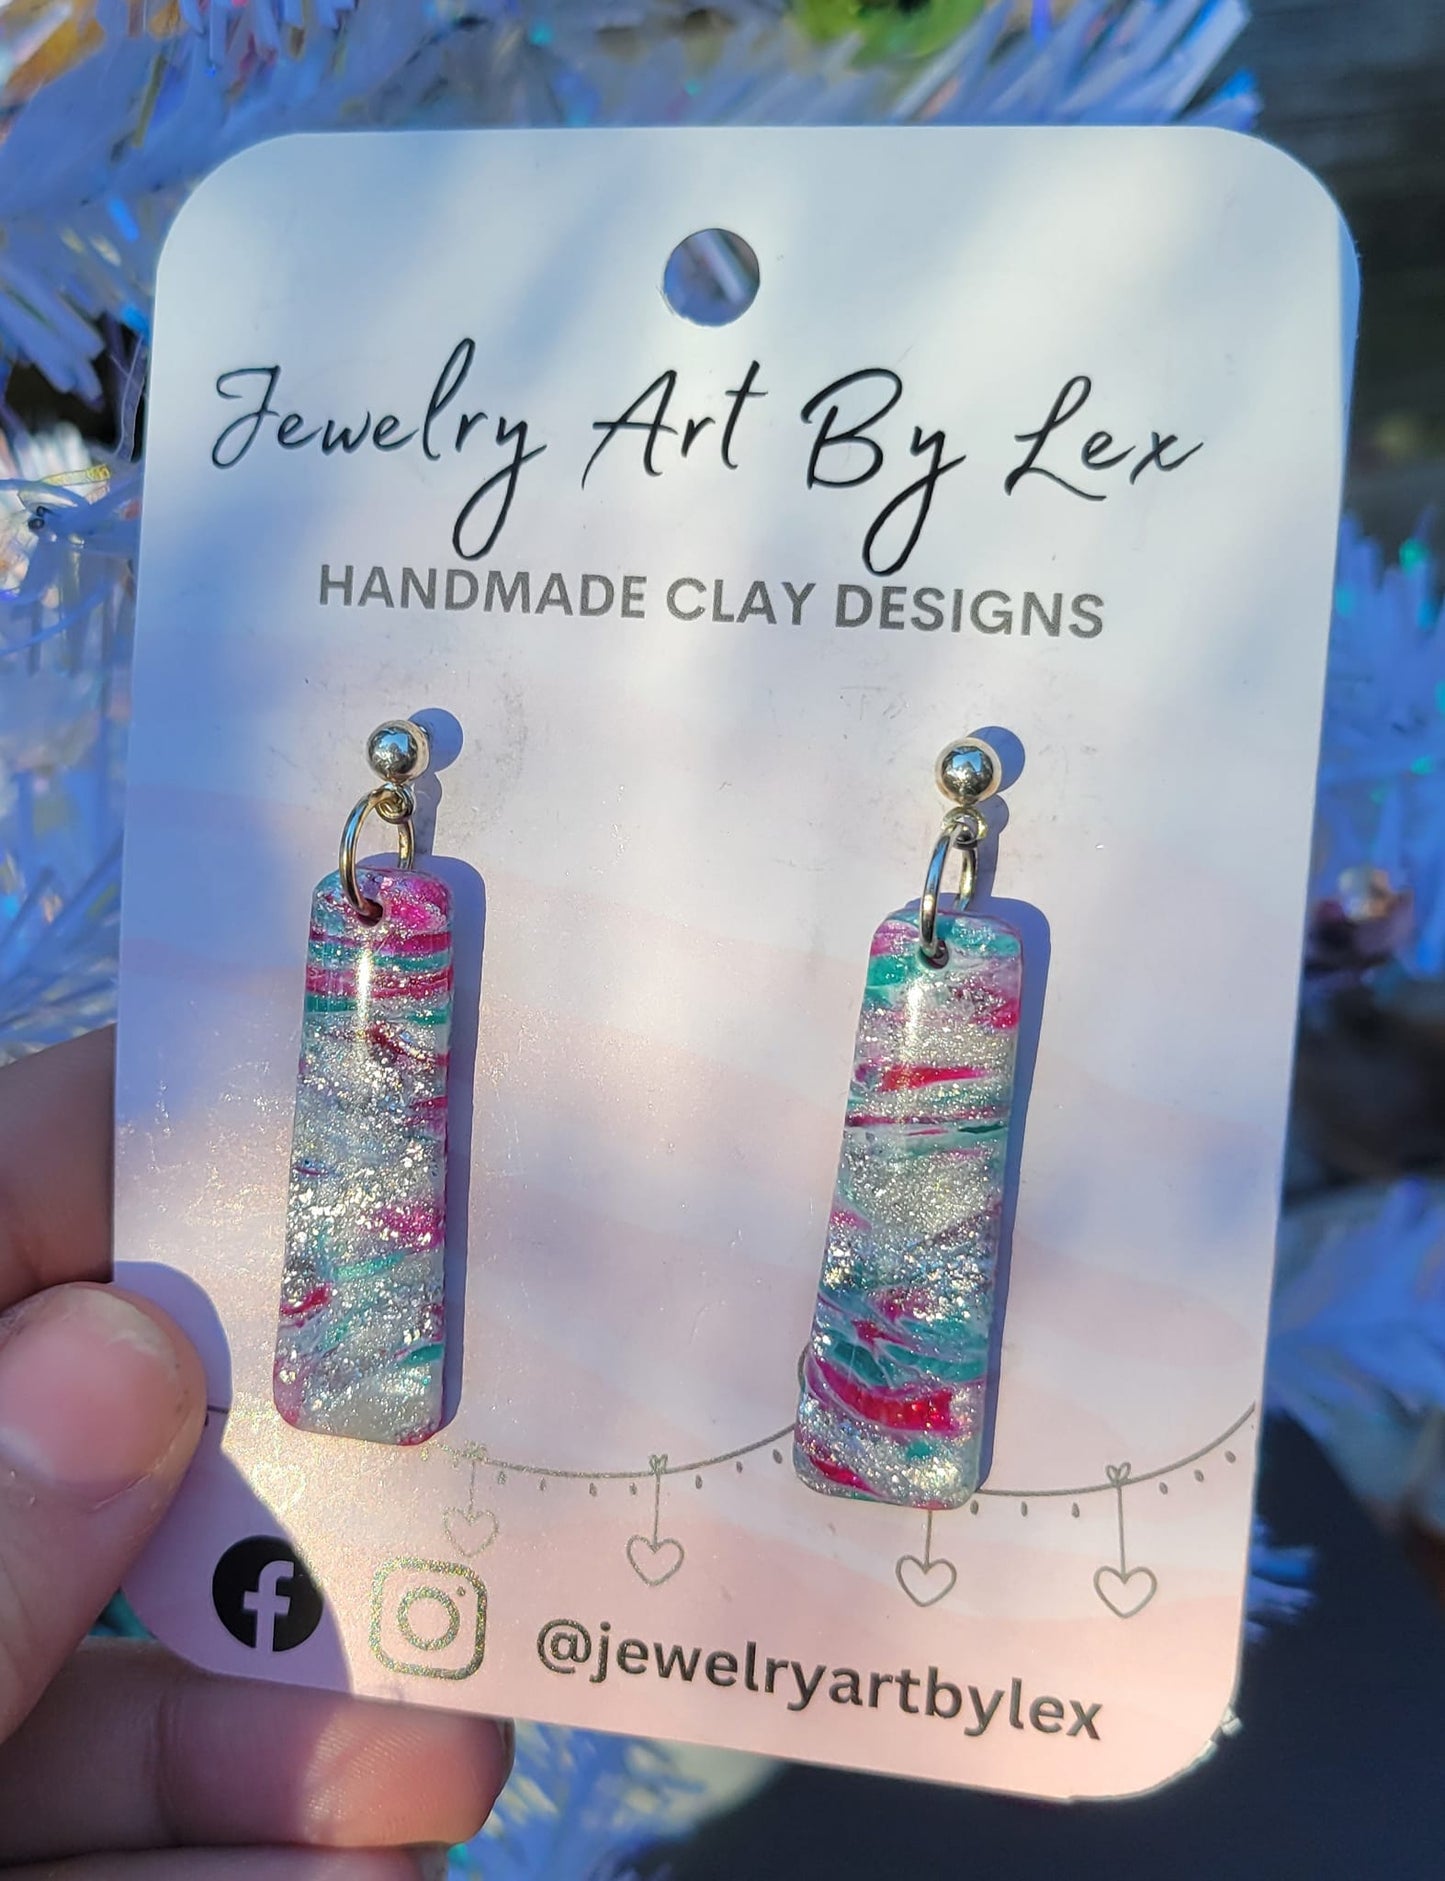 Jewelry Art By Lex
HANDMADE CLAY DESIGNS
@jewelryartbylex